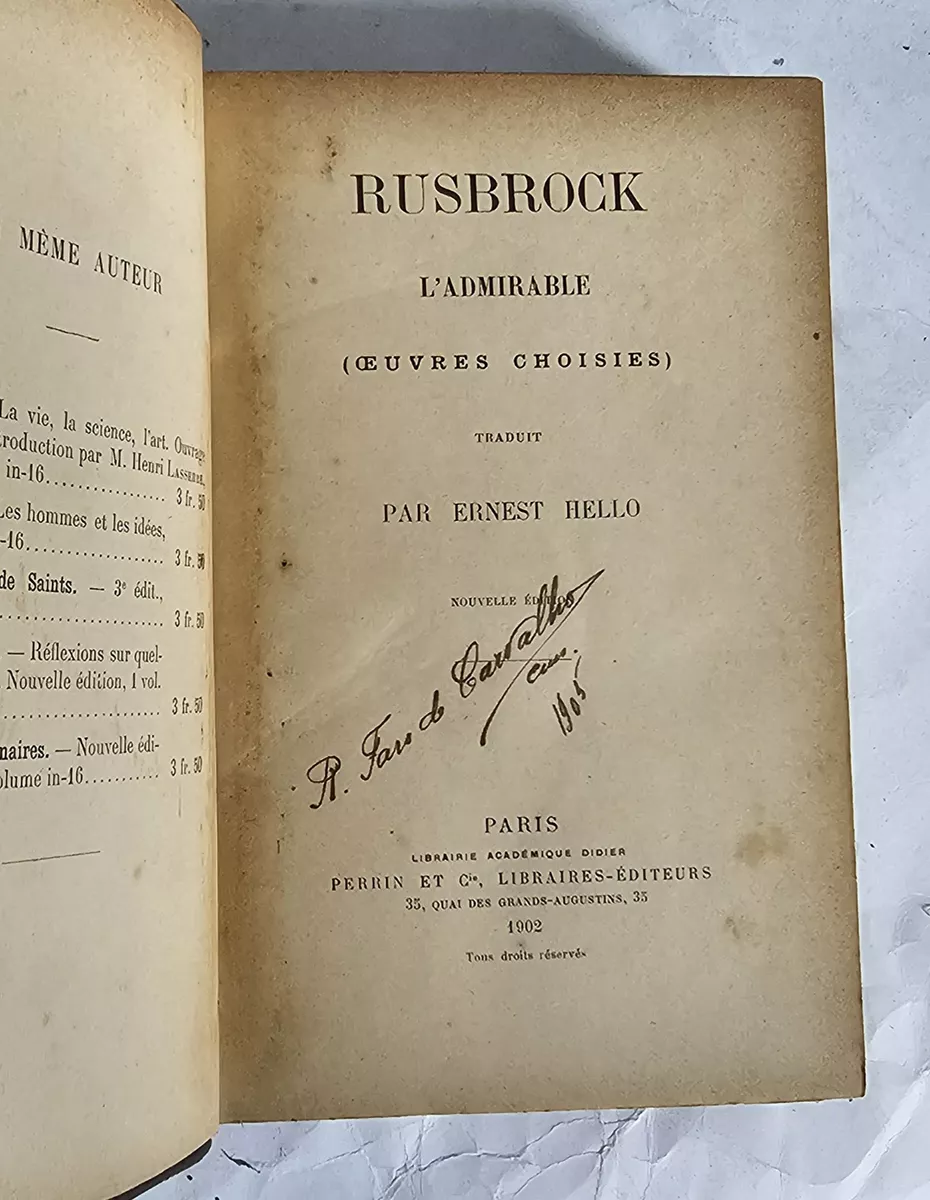 MÊME AUTEUR
La vie, la science, l'art. Ouvrage
troduction par M. Henri
in-16................ 3 fr. 50
Les hommes et les idées,
-16.................. 3 fr. 50
de Saints. — 3e édit.,
...................... 3 fr. 50
. — Réflexions sur quel-
Nouvelle édition, 1 vol.
...................... 3 fr. 50
naires. — Nouvelle édi-
olume in-16.......... 3 fr. 50
RUSBROCK
L'ADMIRABLE
(ŒUVRES CHOISIES)
TRADUIT
PAR ERNEST HELLO
NOUVELLE ÉDITION
R. Faro de Carvalho
1905
PARIS
LIBRAIRIE ACADÉMIQUE DIDIER
PERRIN ET Cie, LIBRAIRES-ÉDITEURS
35, QUAI DES GRANDS-AUGUSTINS, 35
1902
Tous droits réservés